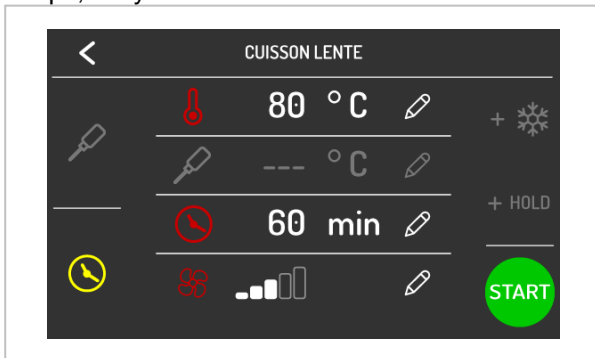 CUISSON LENTE
80 °C
+
--- °C
60 min
+ HOLD
START